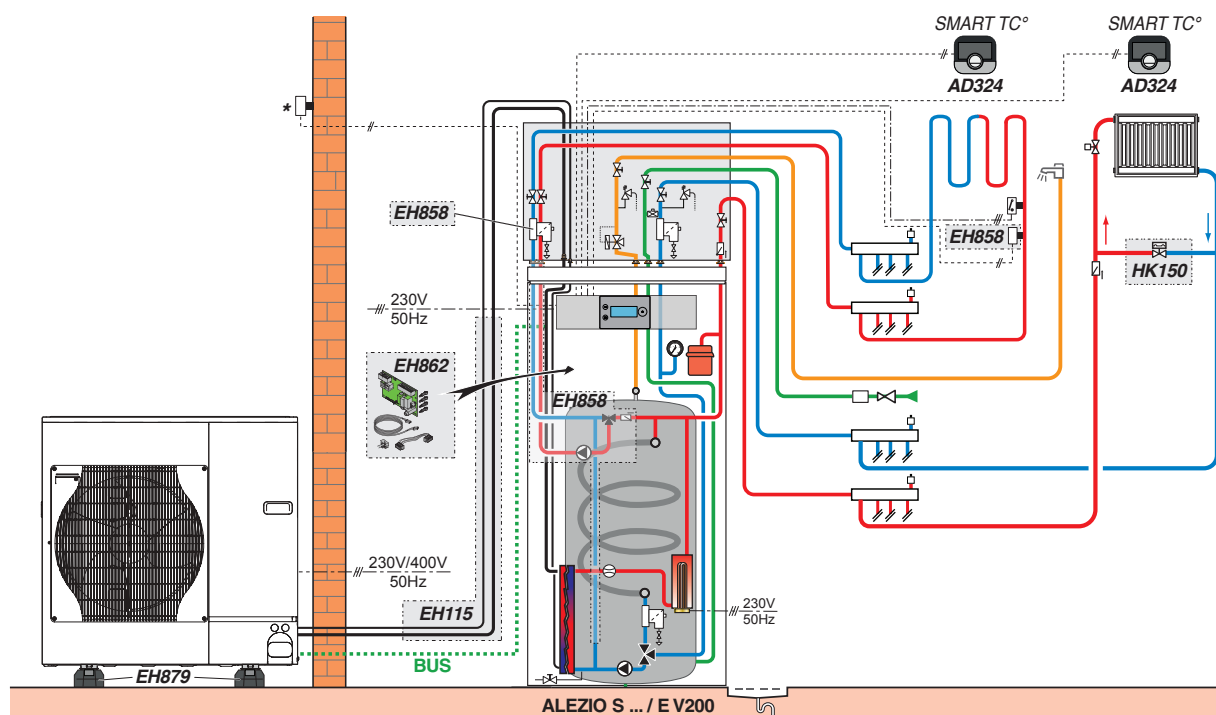 SMART TC°
SMART TC°
AD324
AD324
*
EH858
EH858
HK150
230V
50Hz
EH862
EH858
230V/400V
50Hz
EH115
230V
50Hz
BUS
EH879
ALEZIO S ... / E V200